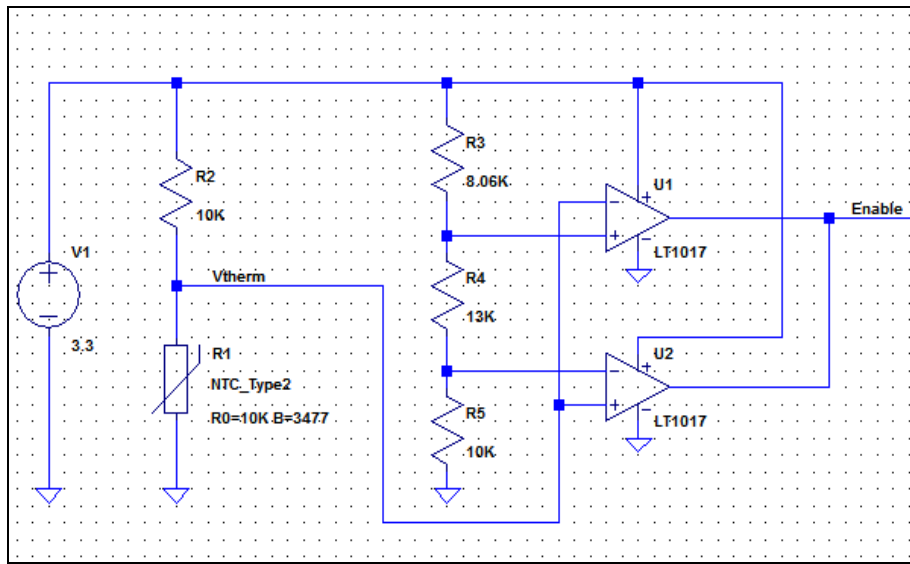 R3
8.06K
R2
10K
U1
Enable
LT1017
V1
Vtherm
R4
13K
3.3
R1
NTC_Type2
R0=10K B=3477
U2
R5
10K
LT1017